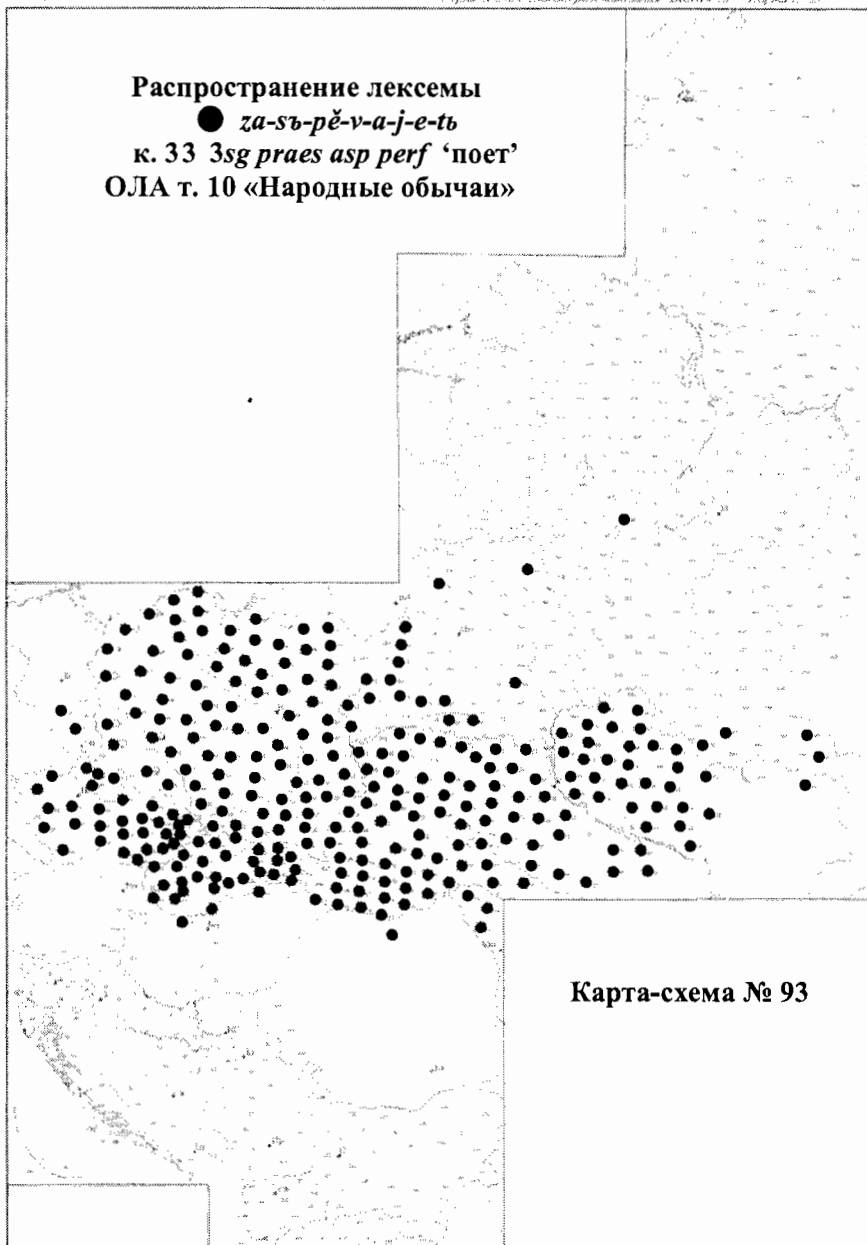 Распространение лексемы
● za-sъ-pě-v-a-j-e-tь
к. 33 3sg praes asp perf ‘поет’
ОЛА т. 10 «Народные обычаи»
Карта-схема № 93